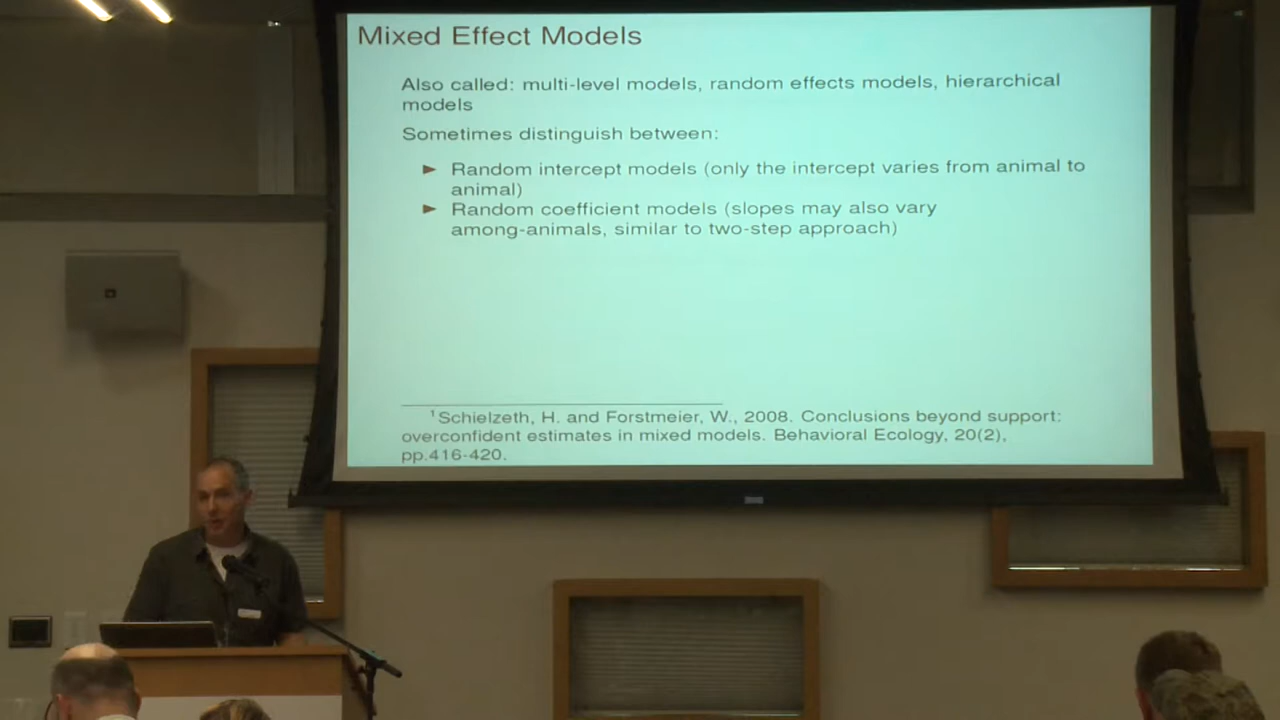 Mixed Effect Models
Also called: multi-level models, random effects models, hierarchical
models
Sometimes distinguish between:
► Random intercept models (only the intercept varies from animal to
animal)
► Random coefficient models (slopes may also vary
among-animals, similar to two-step approach)
¹Schielzeth, H. and Forstmeier, W., 2008. Conclusions beyond support:
overconfident estimates in mixed models. Behavioral Ecology, 20(2),
pp.416-420.